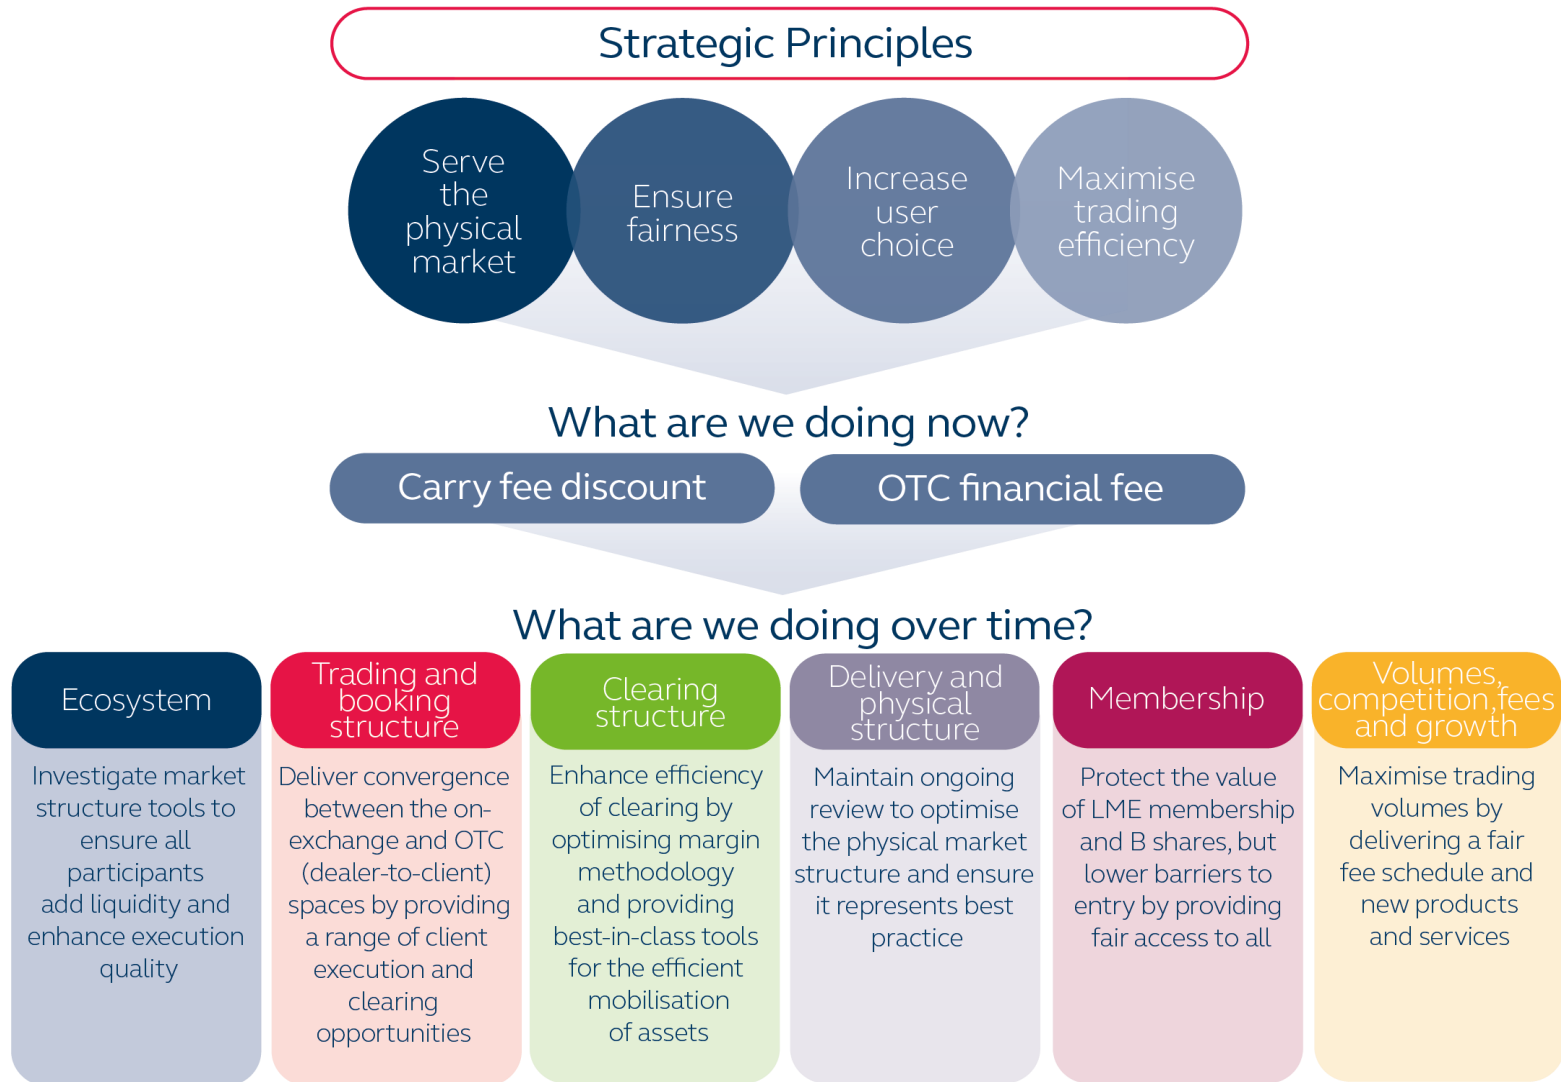 Strategic Principles
Serve
the
physical
market
Ensure
fairness
Increase
user
choice
Maximise
trading
efficiency
What are we doing now?
Carry fee discount
OTC financial fee
What are we doing over time?
Ecosystem
Investigate market
structure tools to
ensure all
participants
add liquidity and
enhance execution
quality
Trading and
booking
structure
Deliver convergence
between the on-
exchange and OTC
(dealer-to-client)
spaces by providing
a range of client
execution and
clearing
opportunities
Clearing
structure
Enhance efficiency
of clearing by
optimising margin
methodology
and providing
best-in-class tools
for the efficient
mobilisation
of assets
Delivery and
physical
structure
Maintain ongoing
review to optimise
the physical market
structure and ensure
it represents best
practice
Membership
Protect the value
of LME membership
and B shares, but
lower barriers to
entry by providing
fair access to all
Volumes,
competition,fees
and growth
Maximise trading
volumes by
delivering a fair
fee schedule and
new products
and services